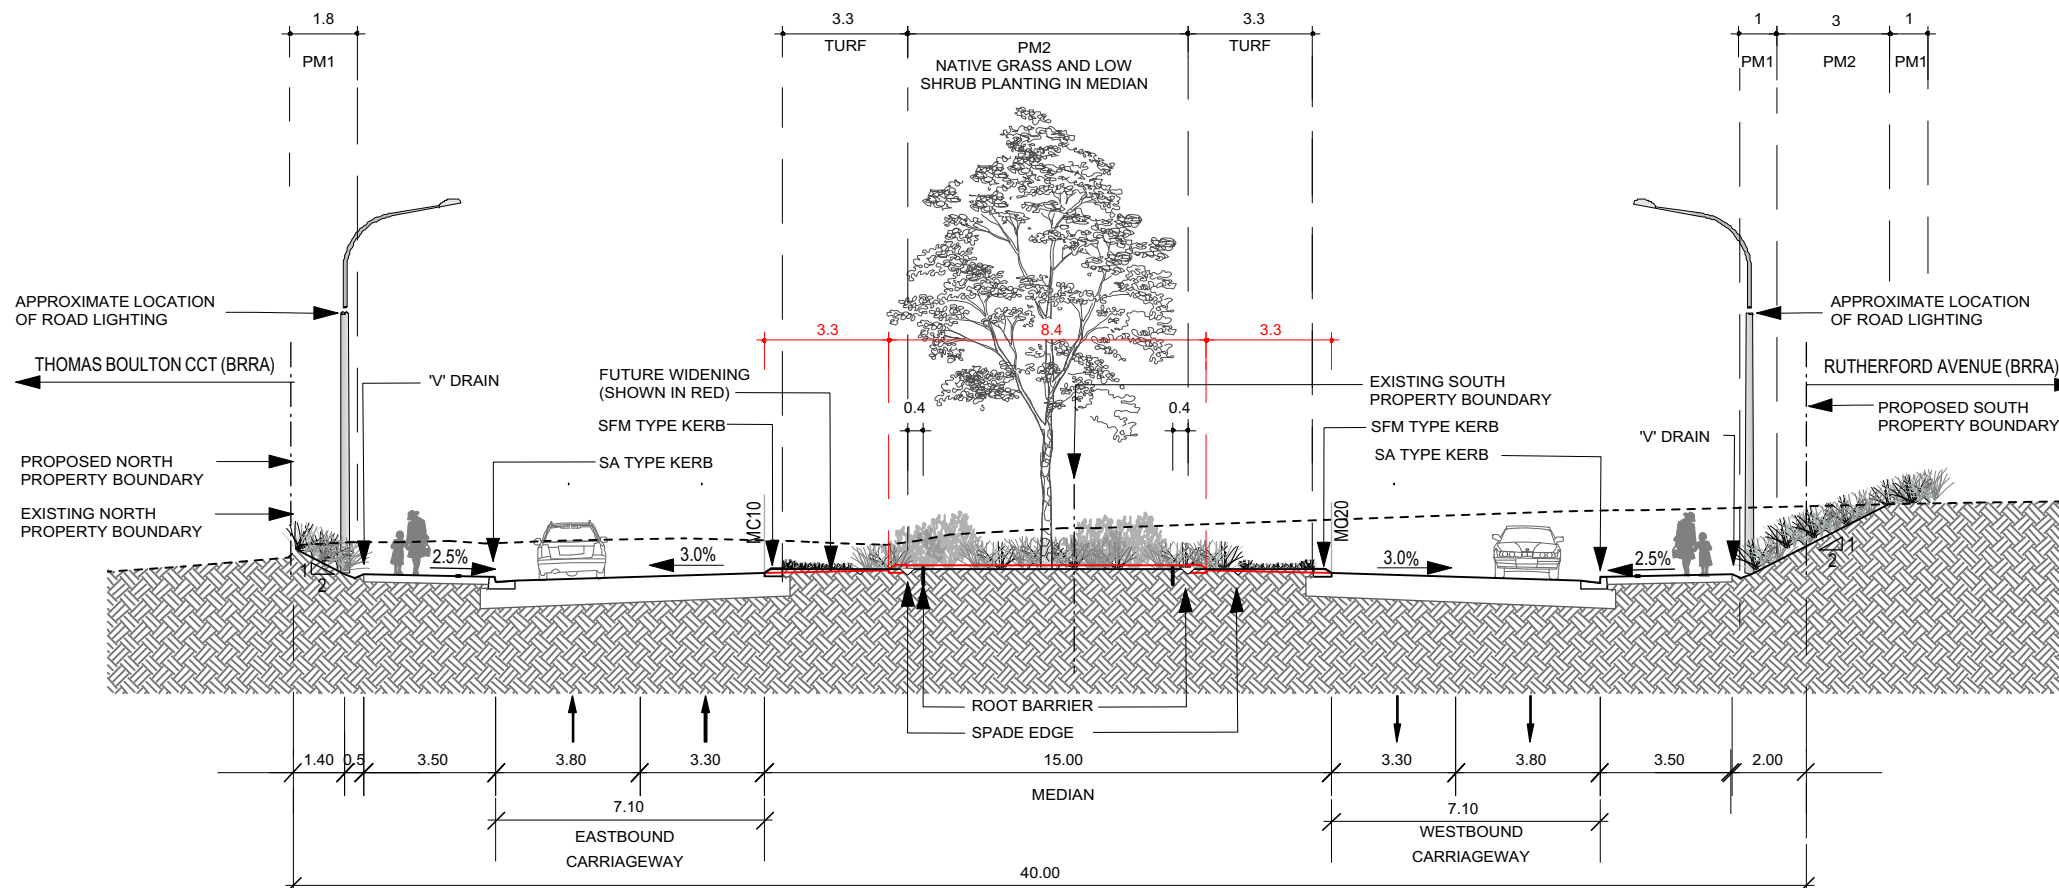 1.8
3.3
3.3
1
3
1
PM1
TURF
PM2
NATIVE GRASS AND LOW
SHRUB PLANTING IN MEDIAN
TURF
PM1
PM2
PM1
APPROXIMATE LOCATION
OF ROAD LIGHTING
APPROXIMATE LOCATION
OF ROAD LIGHTING
3.3
8.4
3.3
THOMAS BOULTON CCT (BRRA)
RUTHERFORD AVENUE (BRRA)
'V' DRAIN
FUTURE WIDENING
(SHOWN IN RED)
EXISTING SOUTH
PROPERTY BOUNDARY
0.4
0.4
PROPOSED SOUTH
PROPERTY BOUNDARY
SFM TYPE KERB
SFM TYPE KERB
'V' DRAIN
SA TYPE KERB
SA TYPE KERB
PROPOSED NORTH
PROPERTY BOUNDARY
EXISTING NORTH
PROPERTY BOUNDARY
MC10
MC20
1
2
2.5%
3.0%
3.0%
2.5%
1
2
ROOT BARRIER
SPADE EDGE
1.40
0.5
3.50
3.80
3.30
15.00
3.30
3.80
3.50
2.00
MEDIAN
7.10
EASTBOUND
CARRIAGEWAY
7.10
WESTBOUND
CARRIAGEWAY
40.00